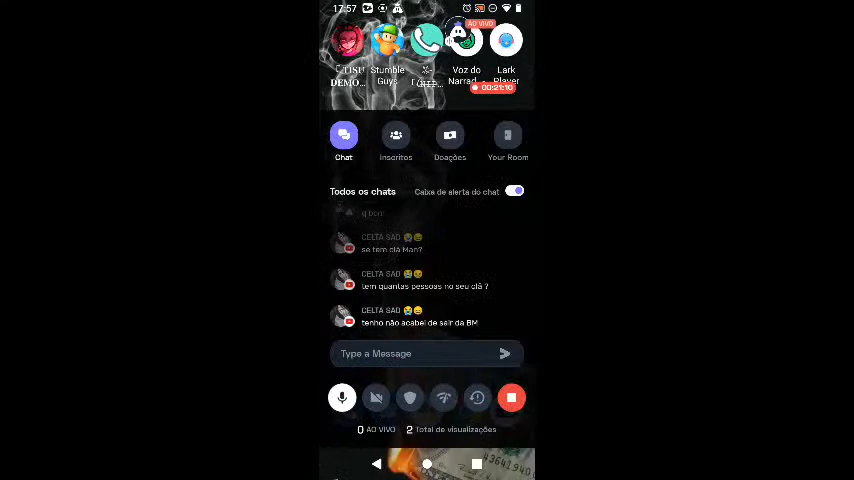 17:57
AO VIVO
Stumble Guys
Voz do Narrad...
Lark Player
DEMO...
00:21:10
Chat
Inscritos
Doações
Your Room
Todos os chats
Caixa de alerta do chat
g bom
CELTA SAD 😭😖
se tem clã Man?
CELTA SAD 😭😖
tem quantas pessoas no seu clã ?
CELTA SAD 😭😖
tenho não acabei de sair da BM
Type a Message
0 AO VIVO 2 Total de visualizações
43641940